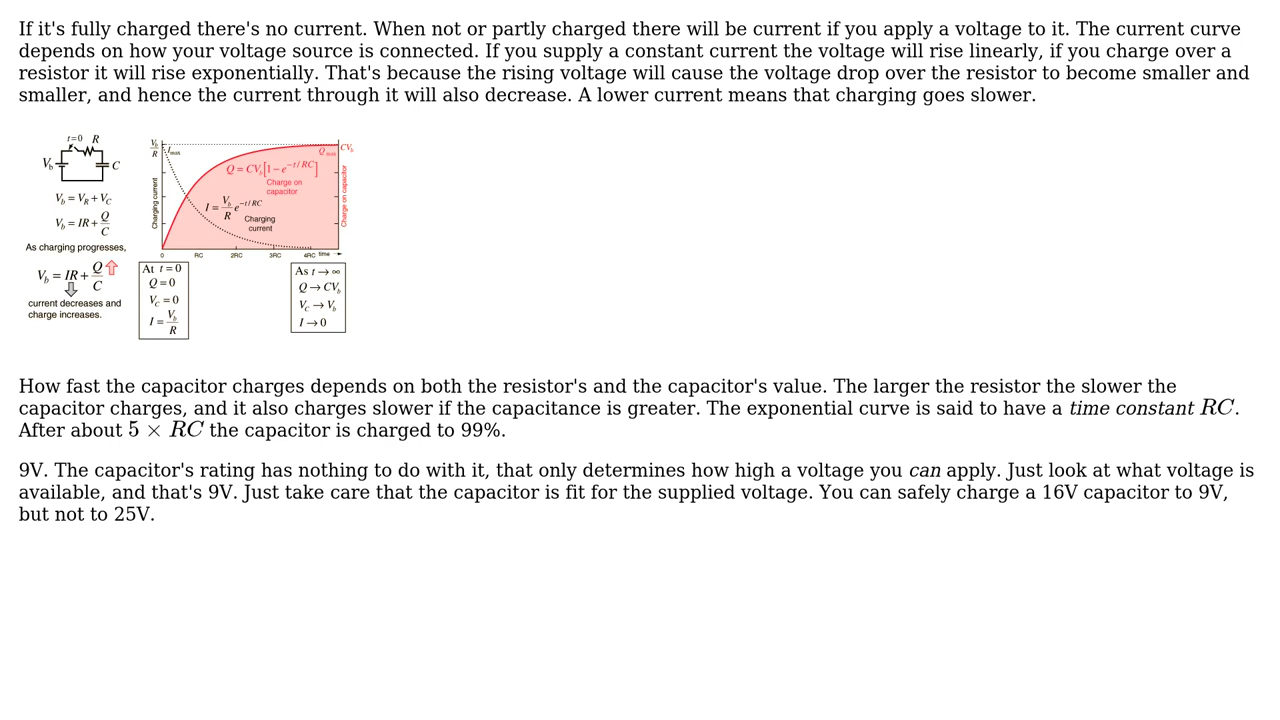 If it's fully charged there's no current. When not or partly charged there will be current if you apply a voltage to it. The current curve
depends on how your voltage source is connected. If you supply a constant current the voltage will rise linearly, if you charge over a
resistor it will rise exponentially. That's because the rising voltage will cause the voltage drop over the resistor to become smaller and
smaller, and hence the current through it will also decrease. A lower current means that charging goes slower.
t=0 R
V_b C
V_b = V_R + V_C
V_b = IR + Q/C
As charging progresses,
V_b = IR + Q/C
current decreases and
charge increases.
V_b/R
I_max
Charging current
Q = CV_b[1 − e^{−t/RC}]
Charge on
capacitor
I = V_b/R e^{−t/RC}
Charging
current
Q_max
CV_b
Charge on capacitor
0 RC 2RC 3RC 4RC time
At t = 0
Q = 0
V_C = 0
I = V_b/R
As t → ∞
Q → CV_b
V_C → V_b
I → 0
How fast the capacitor charges depends on both the resistor's and the capacitor's value. The larger the resistor the slower the
capacitor charges, and it also charges slower if the capacitance is greater. The exponential curve is said to have a time constant RC.
After about 5 × RC the capacitor is charged to 99%.
9V. The capacitor's rating has nothing to do with it, that only determines how high a voltage you can apply. Just look at what voltage is
available, and that's 9V. Just take care that the capacitor is fit for the supplied voltage. You can safely charge a 16V capacitor to 9V,
but not to 25V.